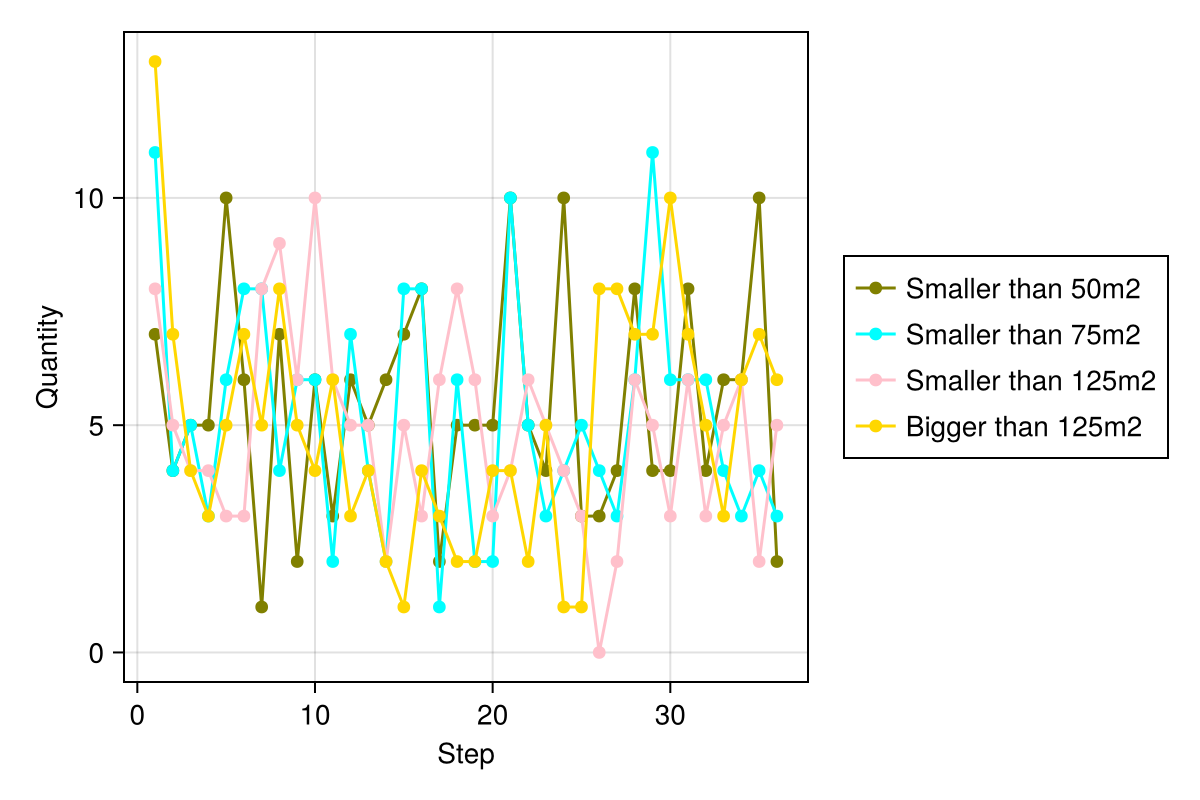 10
5
0
Quantity
0 10 20 30
Step
Smaller than 50m2
Smaller than 75m2
Smaller than 125m2
Bigger than 125m2